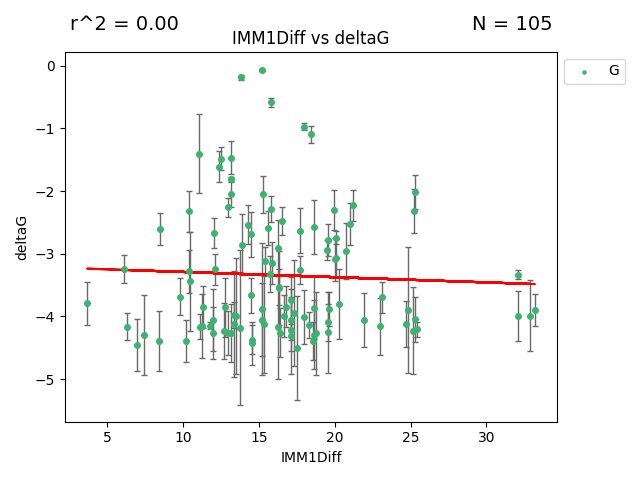 r^2 = 0.00
N = 105
IMM1Diff vs deltaG
G
0
−1
−2
−3
−4
−5
deltaG
5
10
15
20
25
30
IMM1Diff